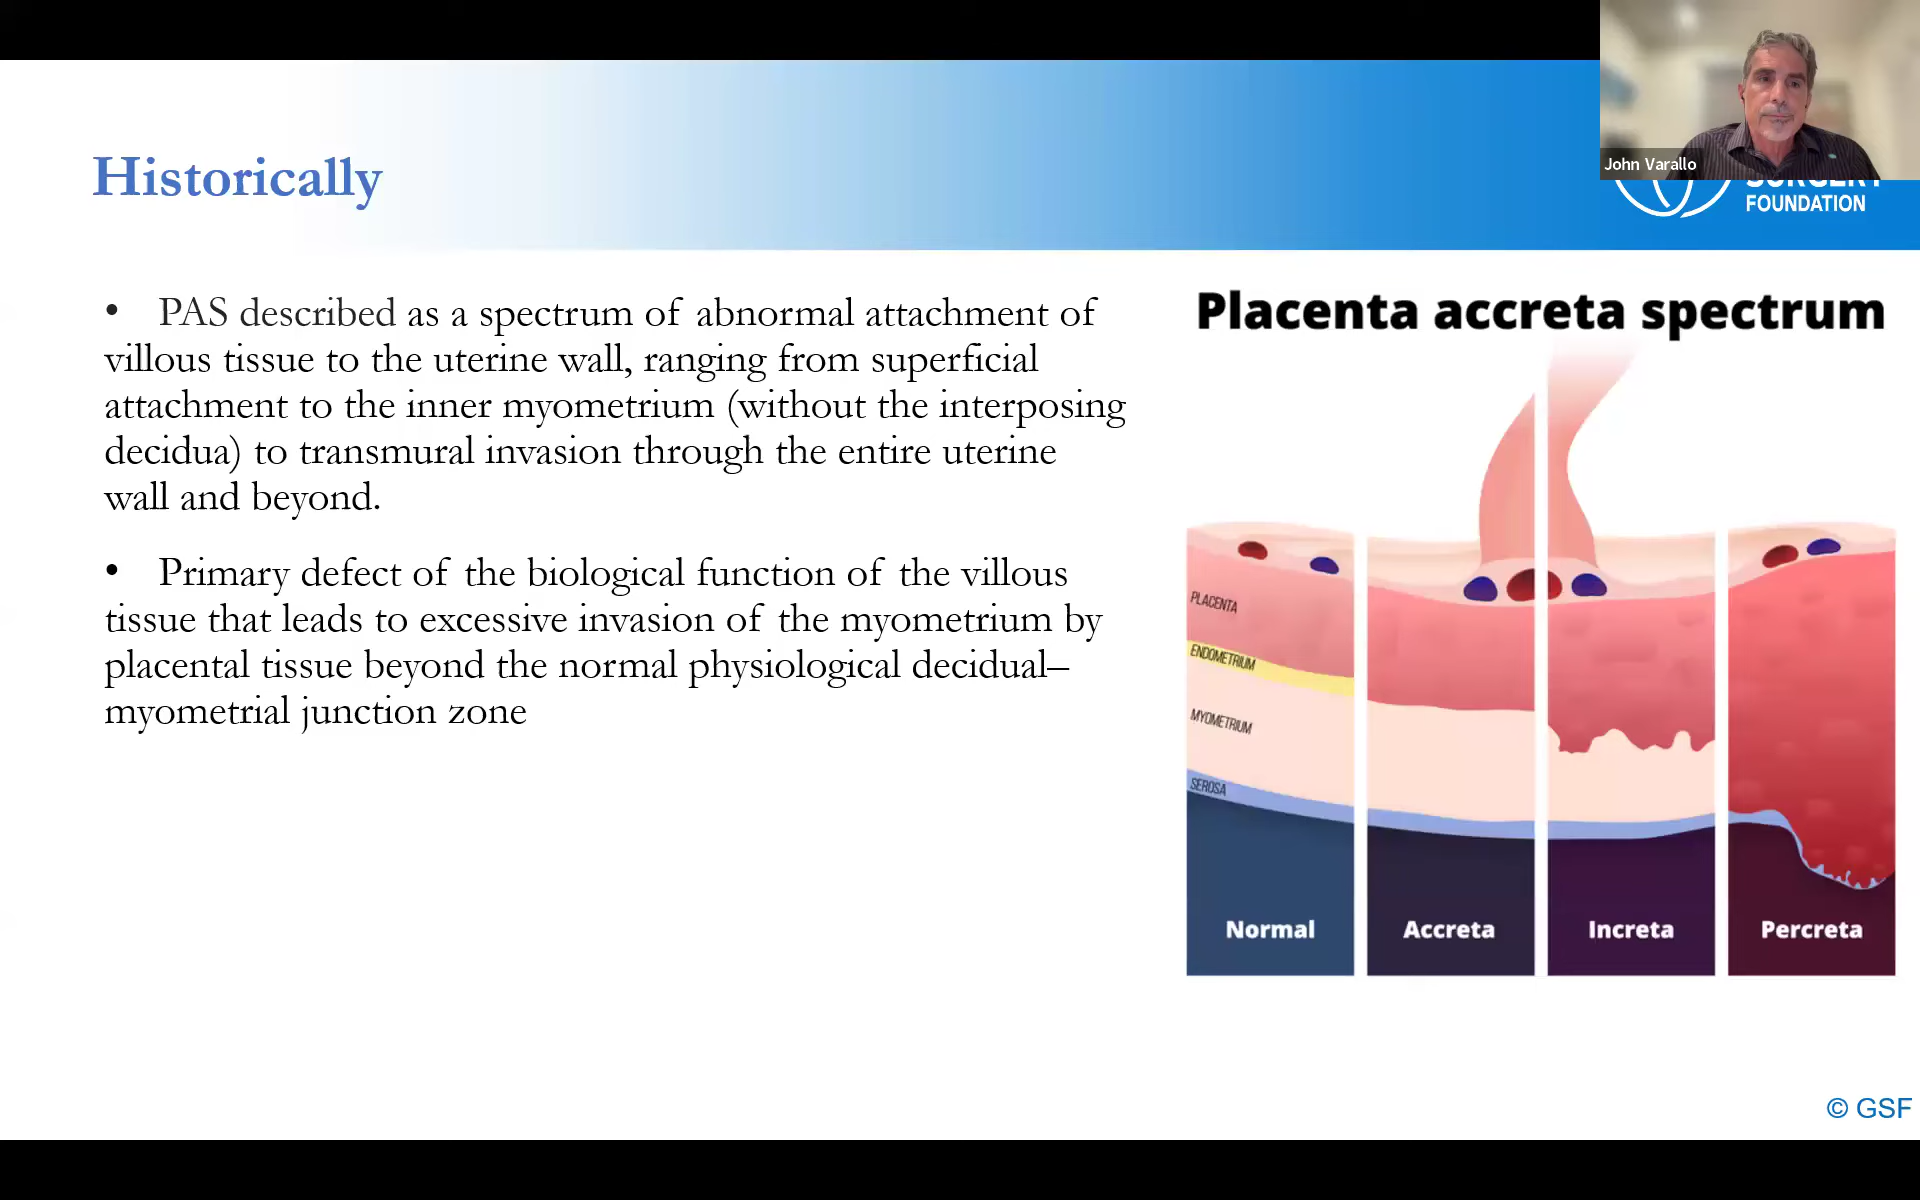 John Varallo
Historically
FOUNDATION
• PAS described as a spectrum of abnormal attachment of
villous tissue to the uterine wall, ranging from superficial
attachment to the inner myometrium (without the interposing
decidua) to transmural invasion through the entire uterine
wall and beyond.
• Primary defect of the biological function of the villous
tissue that leads to excessive invasion of the myometrium by
placental tissue beyond the normal physiological decidual–
myometrial junction zone
Placenta accreta spectrum
PLACENTA
ENDOMETRIUM
MYOMETRIUM
SEROSA
Normal
Accreta
Increta
Percreta
© GSF